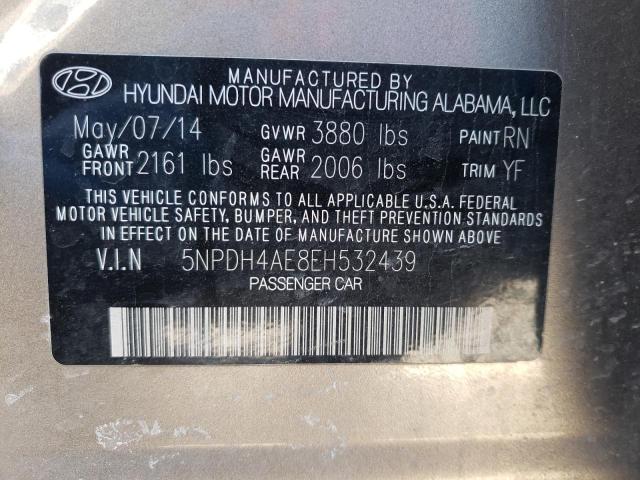 MANUFACTURED BY
HYUNDAI MOTOR MANUFACTURING ALABAMA, LLC
May/07/14 GVWR 3880 lbs PAINT RN
GAWR FRONT 2161 lbs GAWR REAR 2006 lbs TRIM YF
THIS VEHICLE CONFORMS TO ALL APPLICABLE U.S.A. FEDERAL
MOTOR VEHICLE SAFETY, BUMPER, AND THEFT PREVENTION STANDARDS
IN EFFECT ON THE DATE OF MANUFACTURE SHOWN ABOVE.
V.I.N 5NPDH4AE8EH532439
PASSENGER CAR